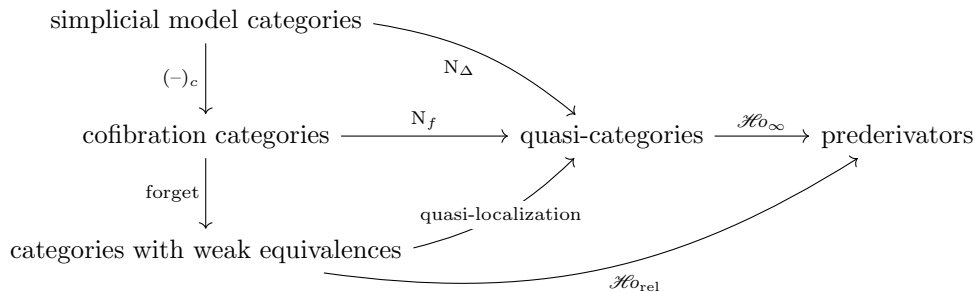 simplicial model categories
(–)c
NΔ
cofibration categories
Nf
quasi-categories
ℋo∞
prederivators
forget
quasi-localization
categories with weak equivalences
ℋorel